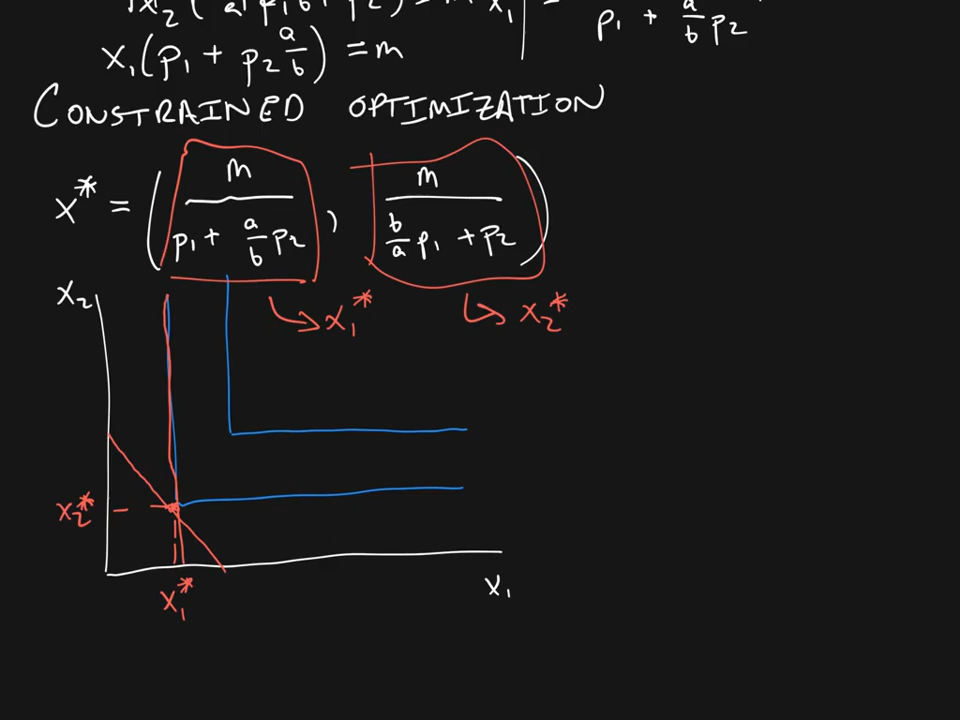 x₁(p₁ + p₂ a/b) = m
p₁ + a/b p₂
CONSTRAINED OPTIMIZATION
x* = ( m / (p₁ + a/b p₂) , m / (b/a p₁ + p₂) )
x₂
→ x₁*
→ x₂*
x₂*
x₁*
x₁